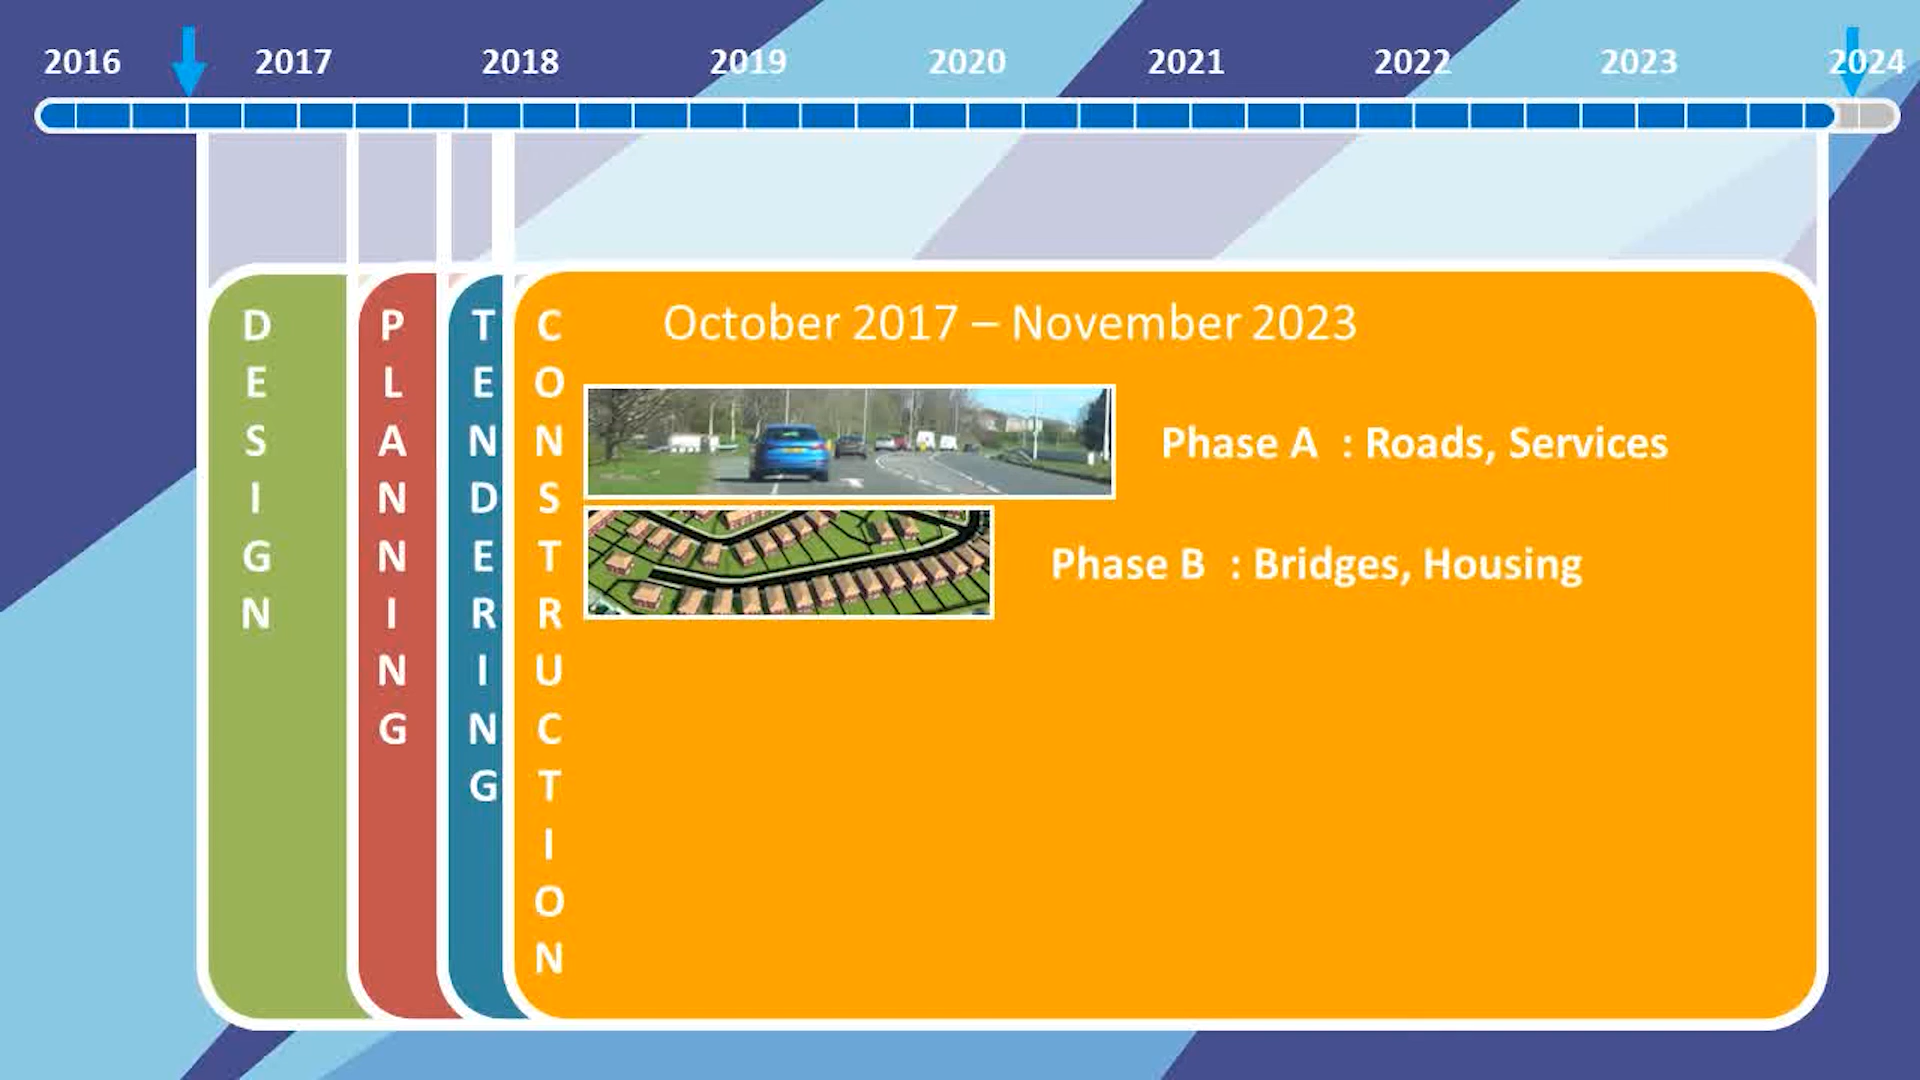 2016 2017 2018 2019 2020 2021 2022 2023 2024
DESIGN
PLANNING
TENDERING
CONSTRUCTION
October 2017 – November 2023
Phase A : Roads, Services
Phase B : Bridges, Housing